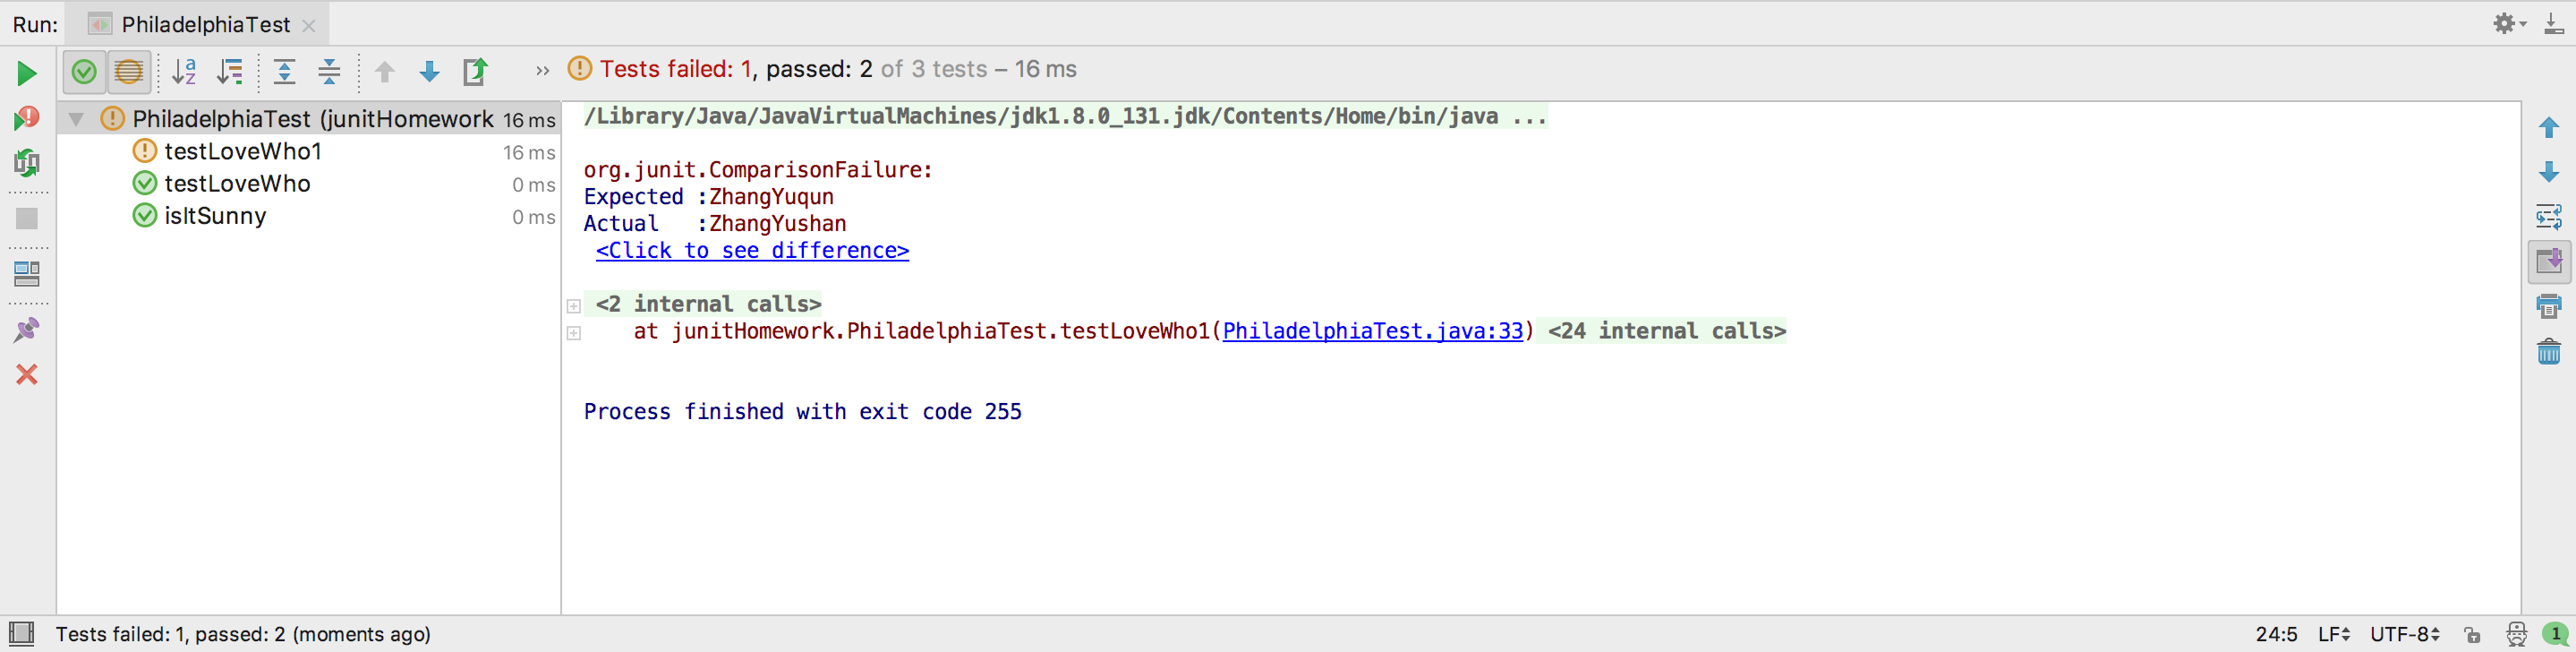 Run: PhiladelphiaTest
Tests failed: 1, passed: 2 of 3 tests – 16 ms
PhiladelphiaTest (junitHomework 16 ms
testLoveWho1 16 ms
testLoveWho 0 ms
isItSunny 0 ms
/Library/Java/JavaVirtualMachines/jdk1.8.0_131.jdk/Contents/Home/bin/java ...
org.junit.ComparisonFailure:
Expected :ZhangYuqun
Actual   :ZhangYushan
<Click to see difference>
<2 internal calls>
at junitHomework.PhiladelphiaTest.testLoveWho1(PhiladelphiaTest.java:33) <24 internal calls>
Process finished with exit code 255
Tests failed: 1, passed: 2 (moments ago) 24:5 LF UTF-8 1